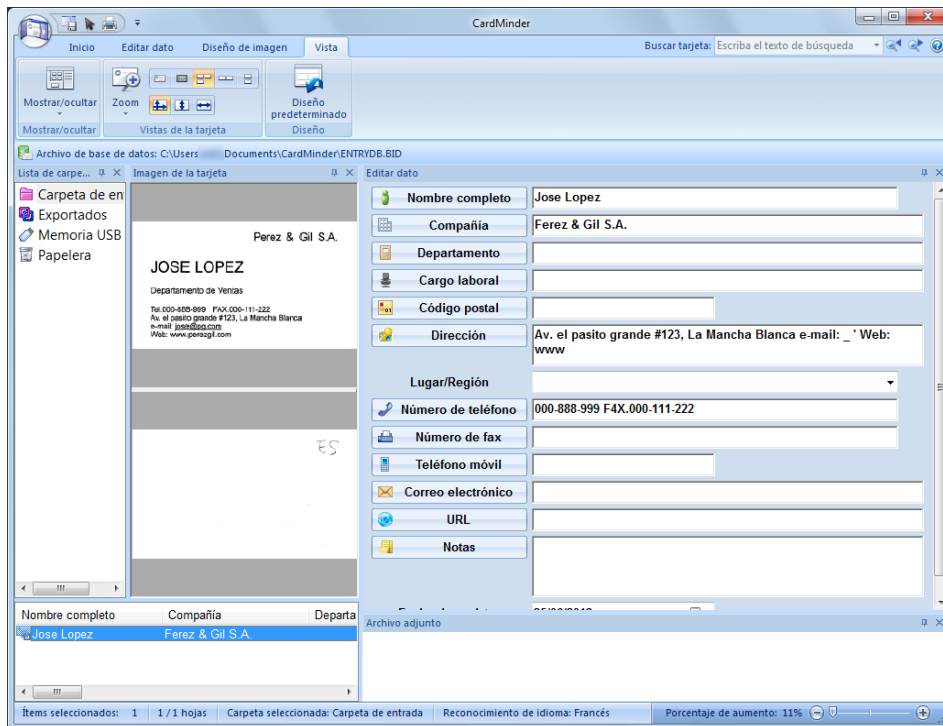 CardMinder
Inicio Editar dato Diseño de imagen Vista
Buscar tarjeta: Escriba el texto de búsqueda
Mostrar/ocultar Zoom Diseño predeterminado
Mostrar/ocultar Vistas de la tarjeta Diseño
Archivo de base de datos: C:\Users Documents\CardMinder\ENTRYDB.BID
Lista de carpe...
Carpeta de en
Exportados
Memoria USB
Papelera
Imagen de la tarjeta
Perez & Gil S.A.
JOSE LOPEZ
Departamento de Ventas
Tel.000-888-999 FAX.000-111-222
Av. el pasito grande #123, La Mancha Blanca
e-mail: jose@pg.com
Web: www.perezgil.com
ES
Editar dato
Nombre completo Jose Lopez
Compañía Ferez & Gil S.A.
Departamento
Cargo laboral
Código postal
Dirección Av. el pasito grande #123, La Mancha Blanca e-mail: _ ' Web:
www
Lugar/Región
Número de teléfono 000-888-999 F4X.000-111-222
Número de fax
Teléfono móvil
Correo electrónico
URL
Notas
Nombre completo Compañía Departa
Jose Lopez Ferez & Gil S.A.
Archivo adjunto
Ítems seleccionados: 1 1 / 1 hojas Carpeta seleccionada: Carpeta de entrada Reconocimiento de idioma: Francés Porcentaje de aumento: 11%